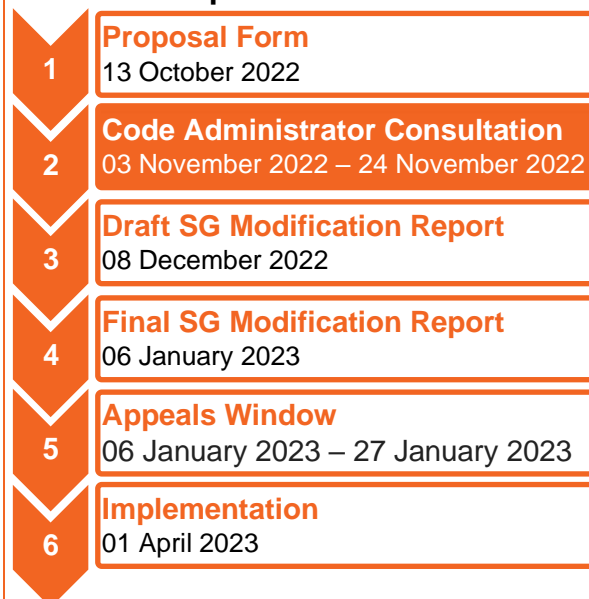 1
Proposal Form
13 October 2022
2
Code Administrator Consultation
03 November 2022 – 24 November 2022
3
Draft SG Modification Report
08 December 2022
4
Final SG Modification Report
06 January 2023
5
Appeals Window
06 January 2023 – 27 January 2023
6
Implementation
01 April 2023